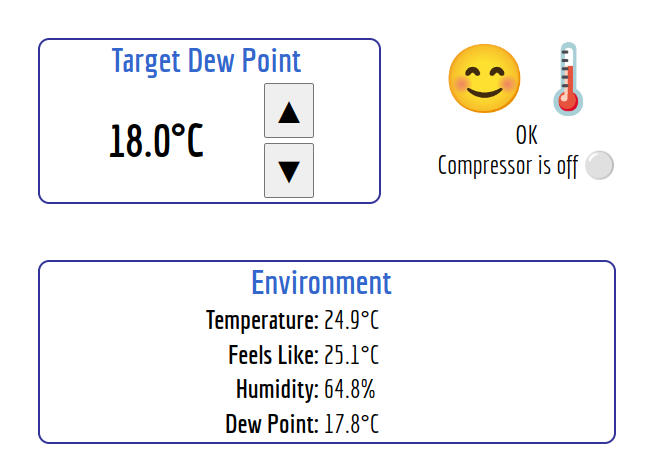 Target Dew Point
18.0°C
▲
▼
OK
Compressor is off
Environment
Temperature: 24.9°C
Feels Like: 25.1°C
Humidity: 64.8%
Dew Point: 17.8°C